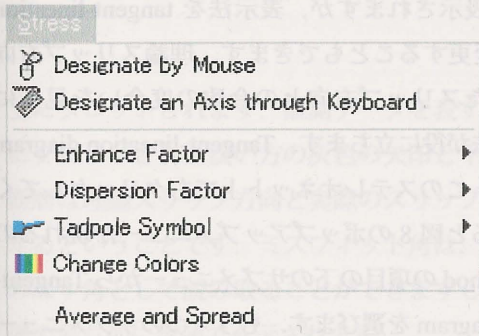 Stress
Designate by Mouse
Designate an Axis through Keyboard
Enhance Factor
Dispersion Factor
Tadpole Symbol
Change Colors
Average and Spread